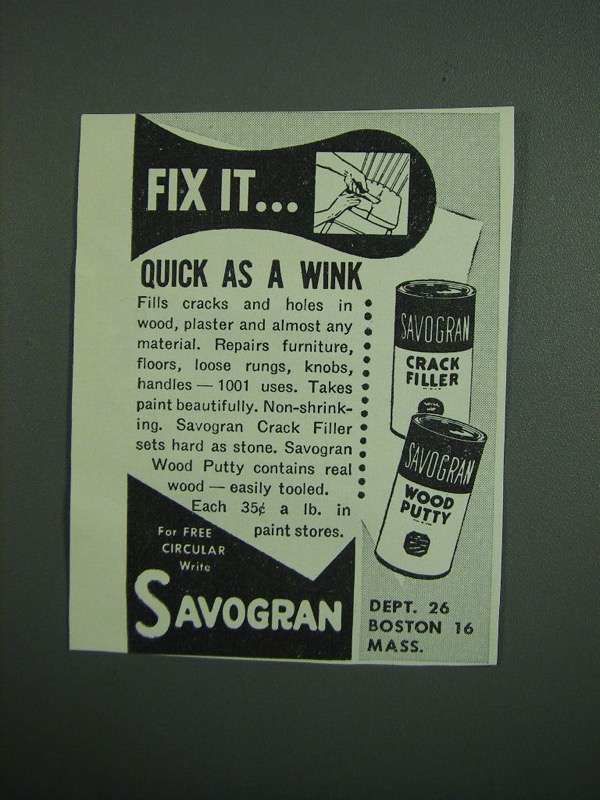 FIX IT...
QUICK AS A WINK
Fills cracks and holes in
wood, plaster and almost any
material. Repairs furniture,
floors, loose rungs, knobs,
handles — 1001 uses. Takes
paint beautifully. Non-shrink-
ing. Savogran Crack Filler
sets hard as stone. Savogran
Wood Putty contains real
wood — easily tooled.
Each 35¢ a lb. in
paint stores.
SAVOGRAN
CRACK
FILLER
SAVOGRAN
WOOD
PUTTY
For FREE
CIRCULAR
Write
SAVOGRAN
DEPT. 26
BOSTON 16
MASS.